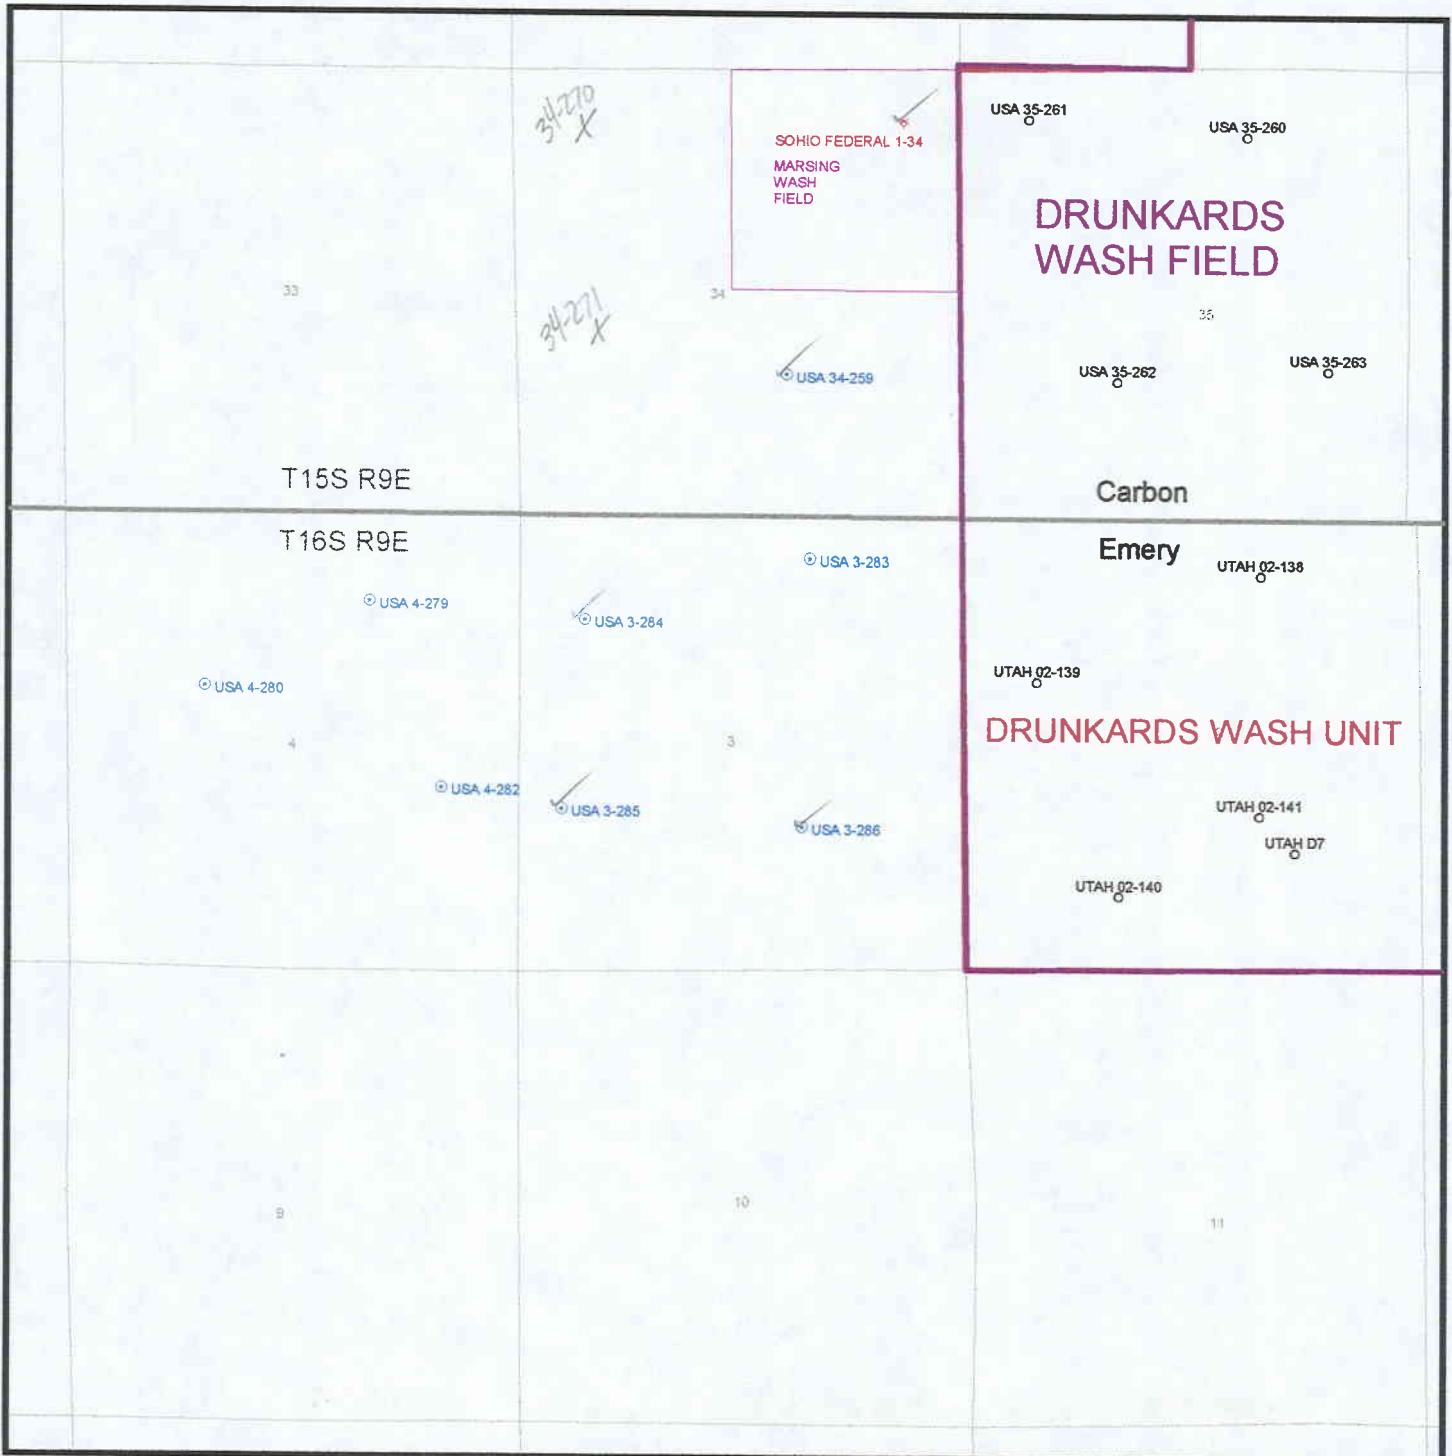 34-270
X
SOHIO FEDERAL 1-34
MARSING
WASH
FIELD
USA 35-261
USA 35-260
DRUNKARDS
WASH FIELD
33
34
34-271
X
35
USA 34-259
USA 35-262
USA 35-263
T15S R9E
Carbon
T16S R9E
Emery
USA 3-283
UTAH 02-138
USA 4-279
USA 3-284
USA 4-280
UTAH 02-139
DRUNKARDS WASH UNIT
4
3
USA 4-282
USA 3-285
USA 3-286
UTAH 02-141
UTAH D7
UTAH 02-140
9
10
11